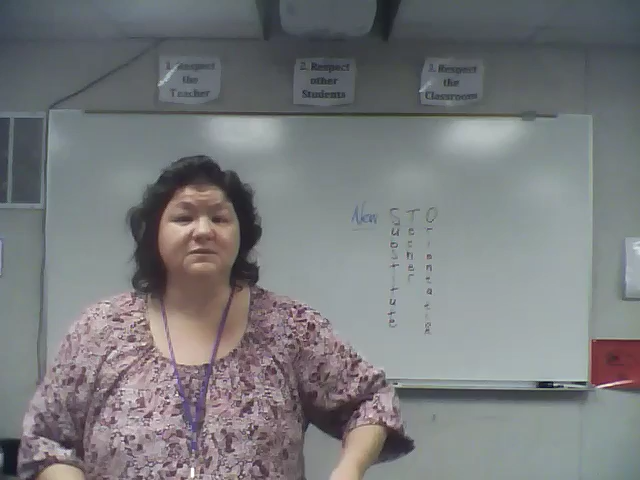 1. Respect
the
Teacher
2. Respect
other
Students
3. Respect
the
Classroom
New
Substitute
Techer
Orientation